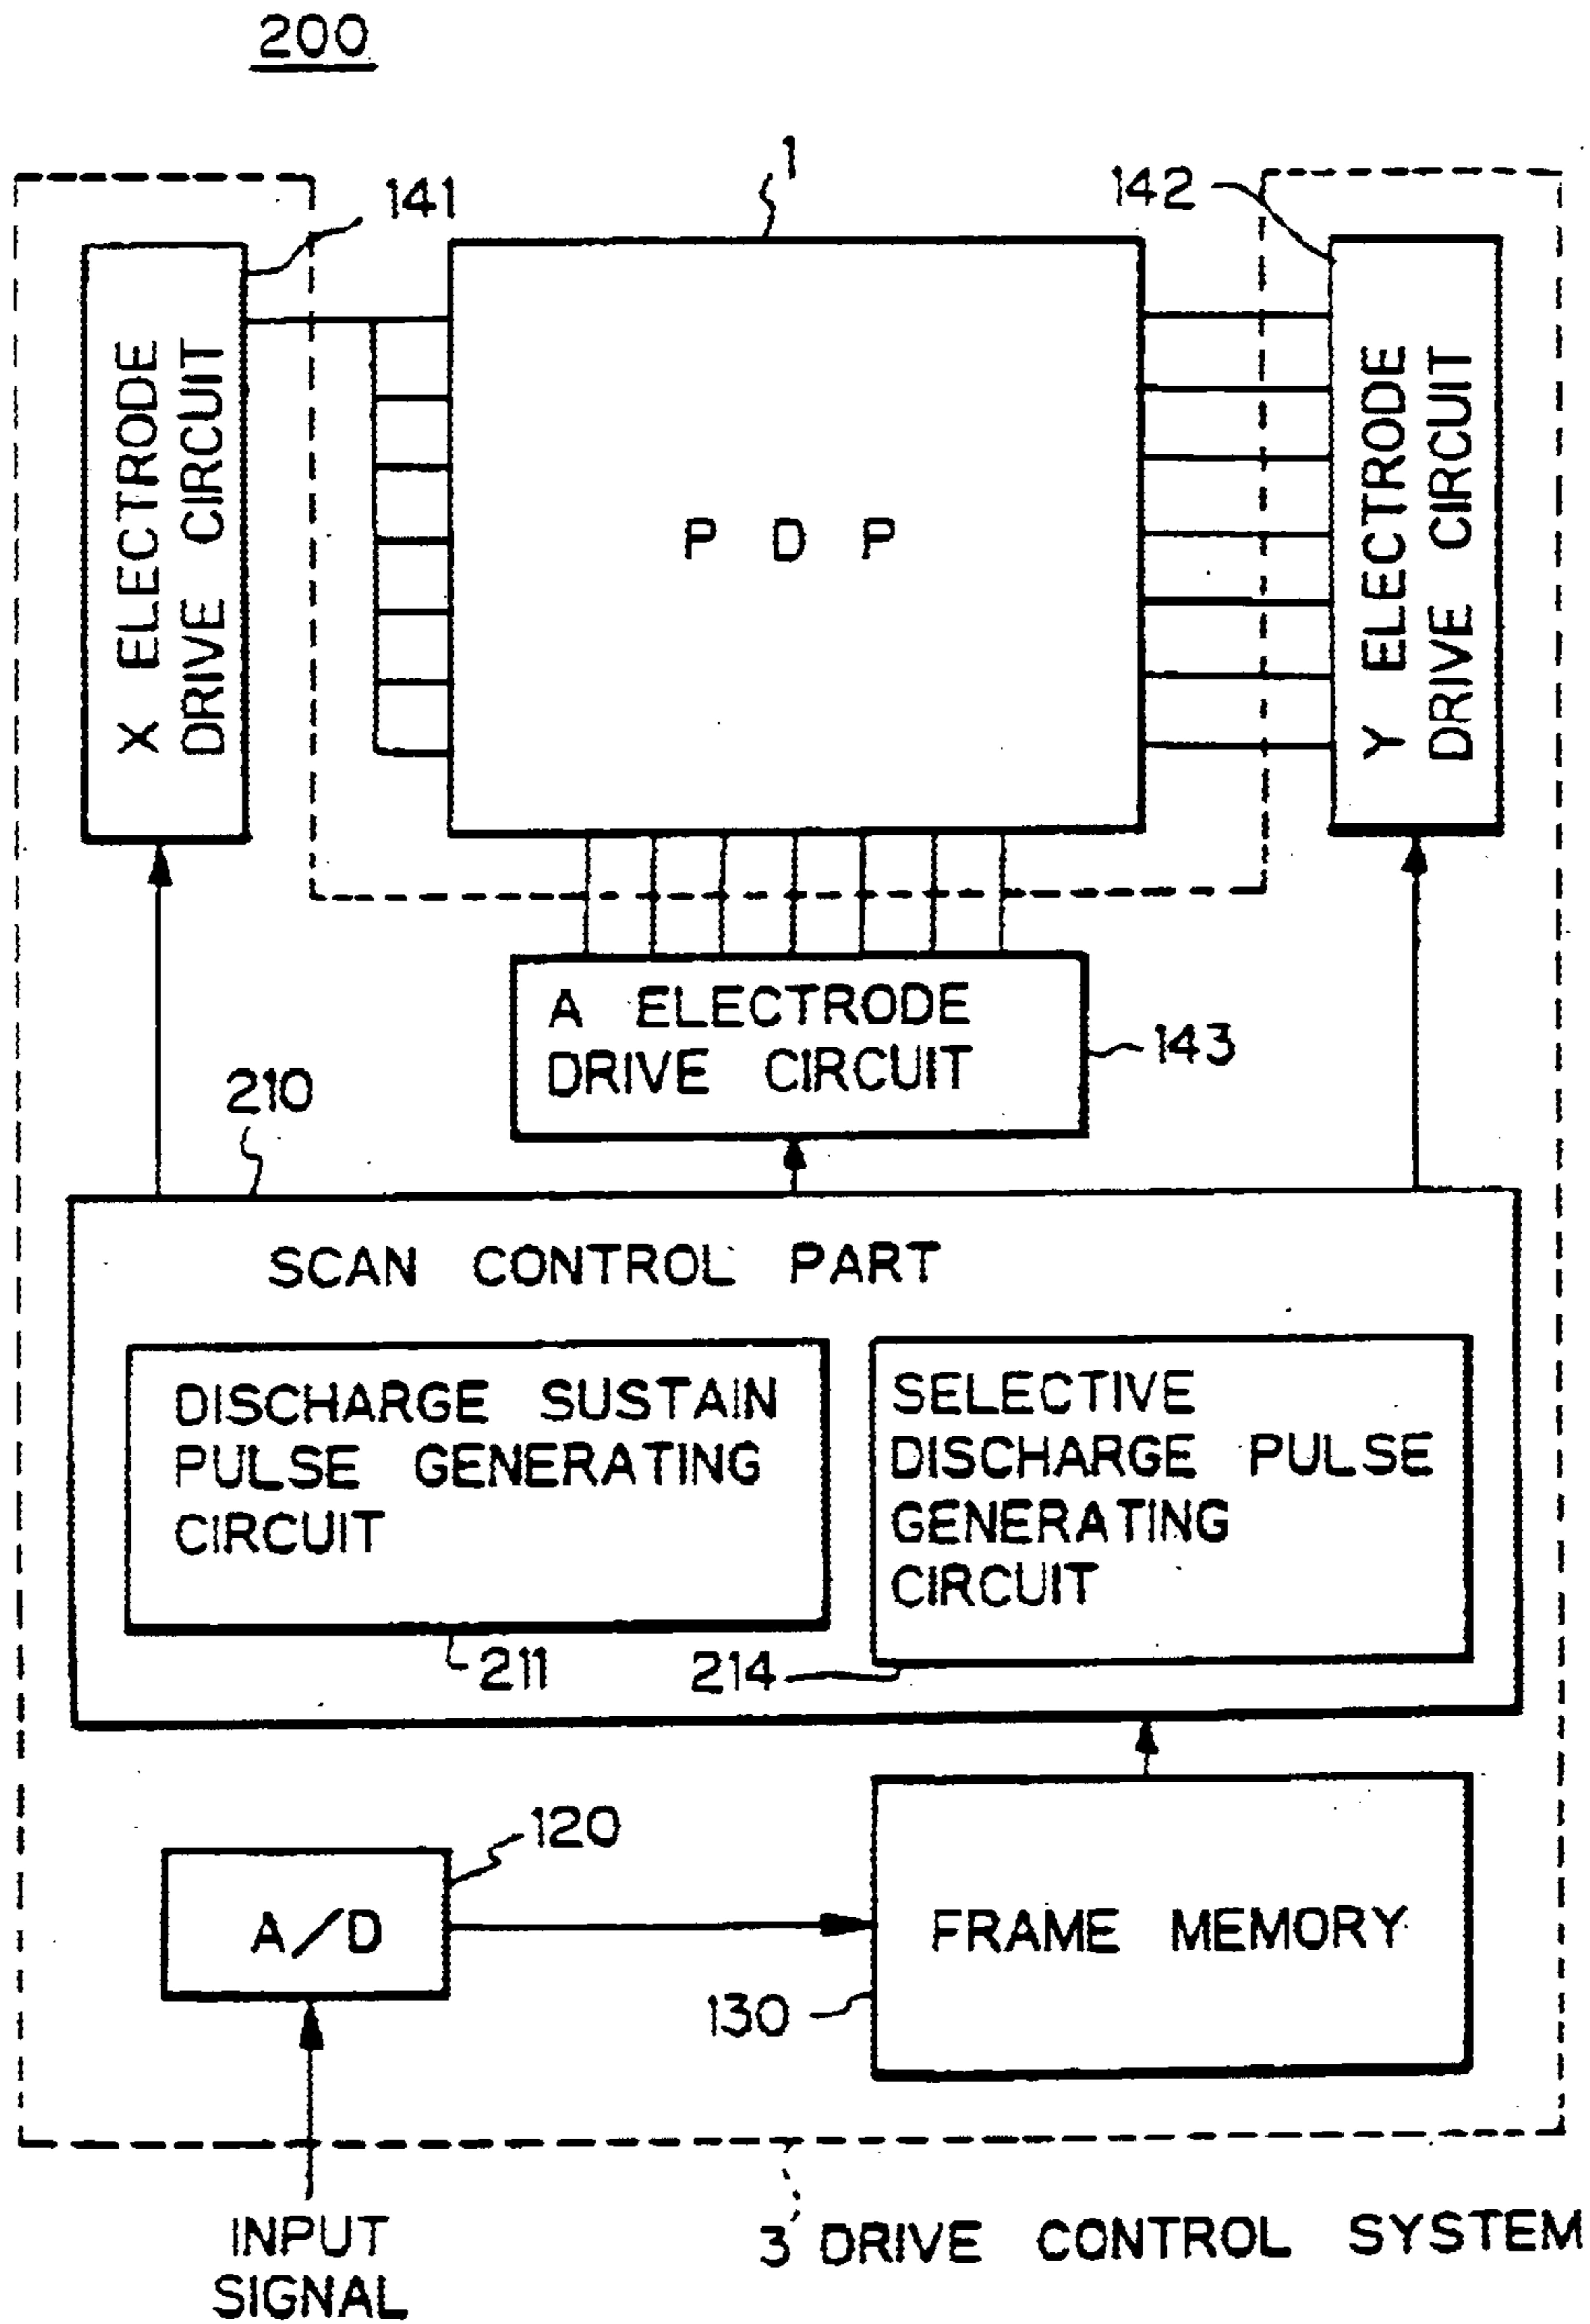 200
1
141
142
X ELECTRODE
DRIVE CIRCUIT
P D P
Y ELECTRODE
DRIVE CIRCUIT
A ELECTRODE
DRIVE CIRCUIT
143
210
SCAN CONTROL PART
DISCHARGE SUSTAIN
PULSE GENERATING
CIRCUIT
211
SELECTIVE
DISCHARGE PULSE
GENERATING
CIRCUIT
214
120
A/D
FRAME MEMORY
130
INPUT
SIGNAL
3 DRIVE CONTROL SYSTEM